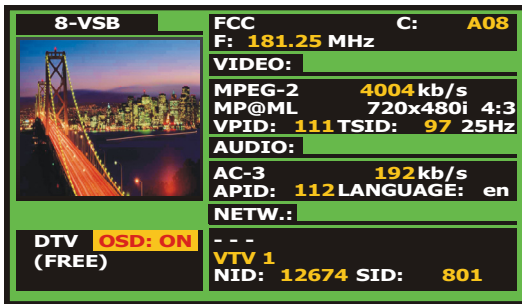 8-VSB
FCC C: A08
F: 181.25 MHz
VIDEO:
MPEG-2 4004 kb/s
MP@ML 720x480i 4:3
VPID: 111 TSID: 97 25Hz
AUDIO:
AC-3 192 kb/s
APID: 112 LANGUAGE: en
NETW.:
- - -
VTV 1
NID: 12674 SID: 801
DTV OSD: ON
(FREE)